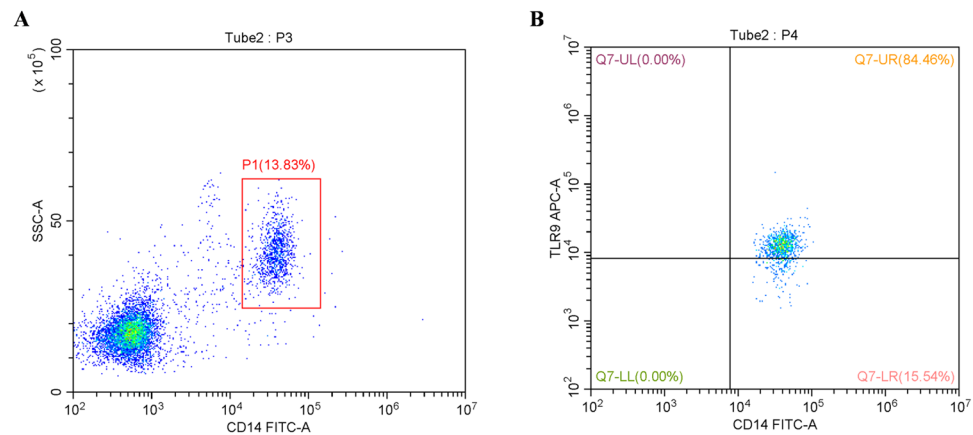 A
Tube2 : P3
(x 10⁵)
SSC-A
100
50
0
P1(13.83%)
10² 10³ 10⁴ 10⁵ 10⁶ 10⁷
CD14 FITC-A
B
Tube2 : P4
TLR9 APC-A
10⁷
10⁶
10⁵
10⁴
10³
10²
Q7-UL(0.00%) Q7-UR(84.46%)
Q7-LL(0.00%) Q7-LR(15.54%)
10² 10³ 10⁴ 10⁵ 10⁶ 10⁷
CD14 FITC-A